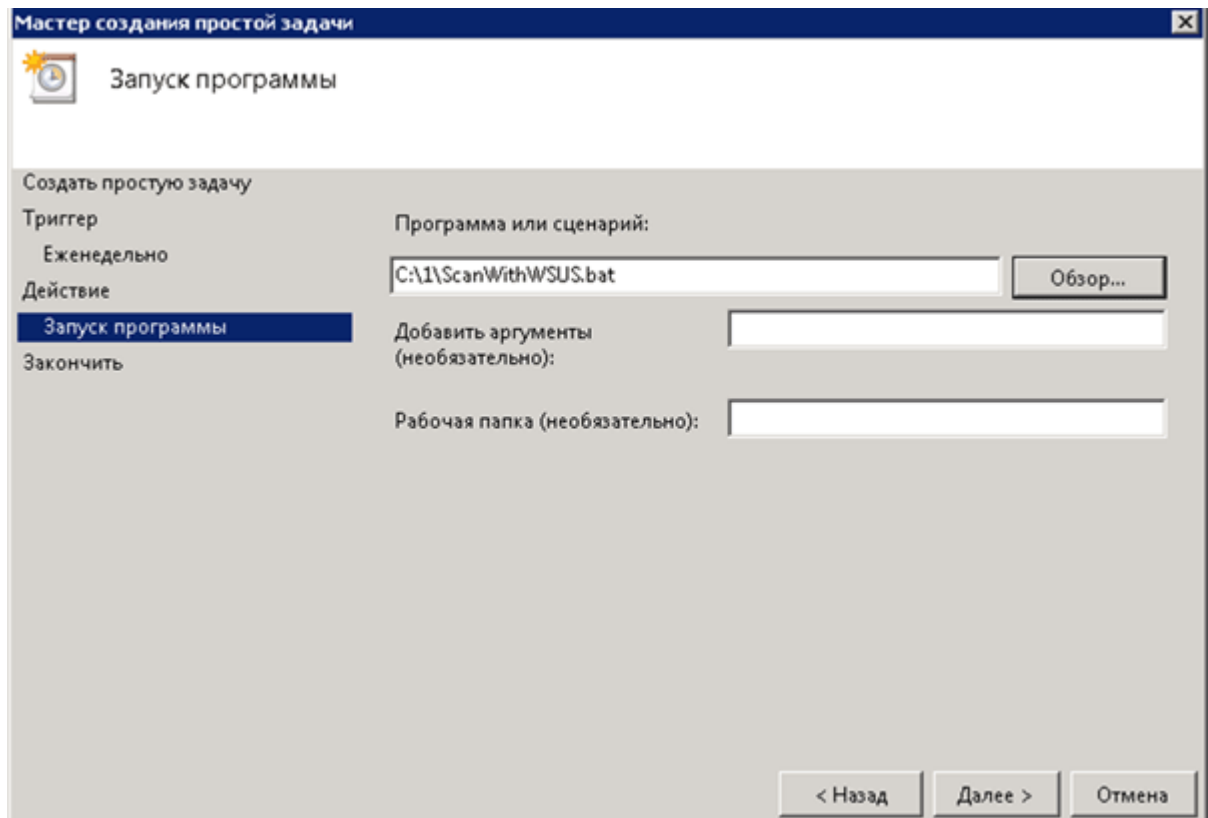 Мастер создания простой задачи
Запуск программы
Создать простую задачу
Триггер
Еженедельно
Действие
Запуск программы
Закончить
Программа или сценарий:
C:\1\ScanWithWSUS.bat
Обзор...
Добавить аргументы
(необязательно):
Рабочая папка (необязательно):
< Назад
Далее >
Отмена